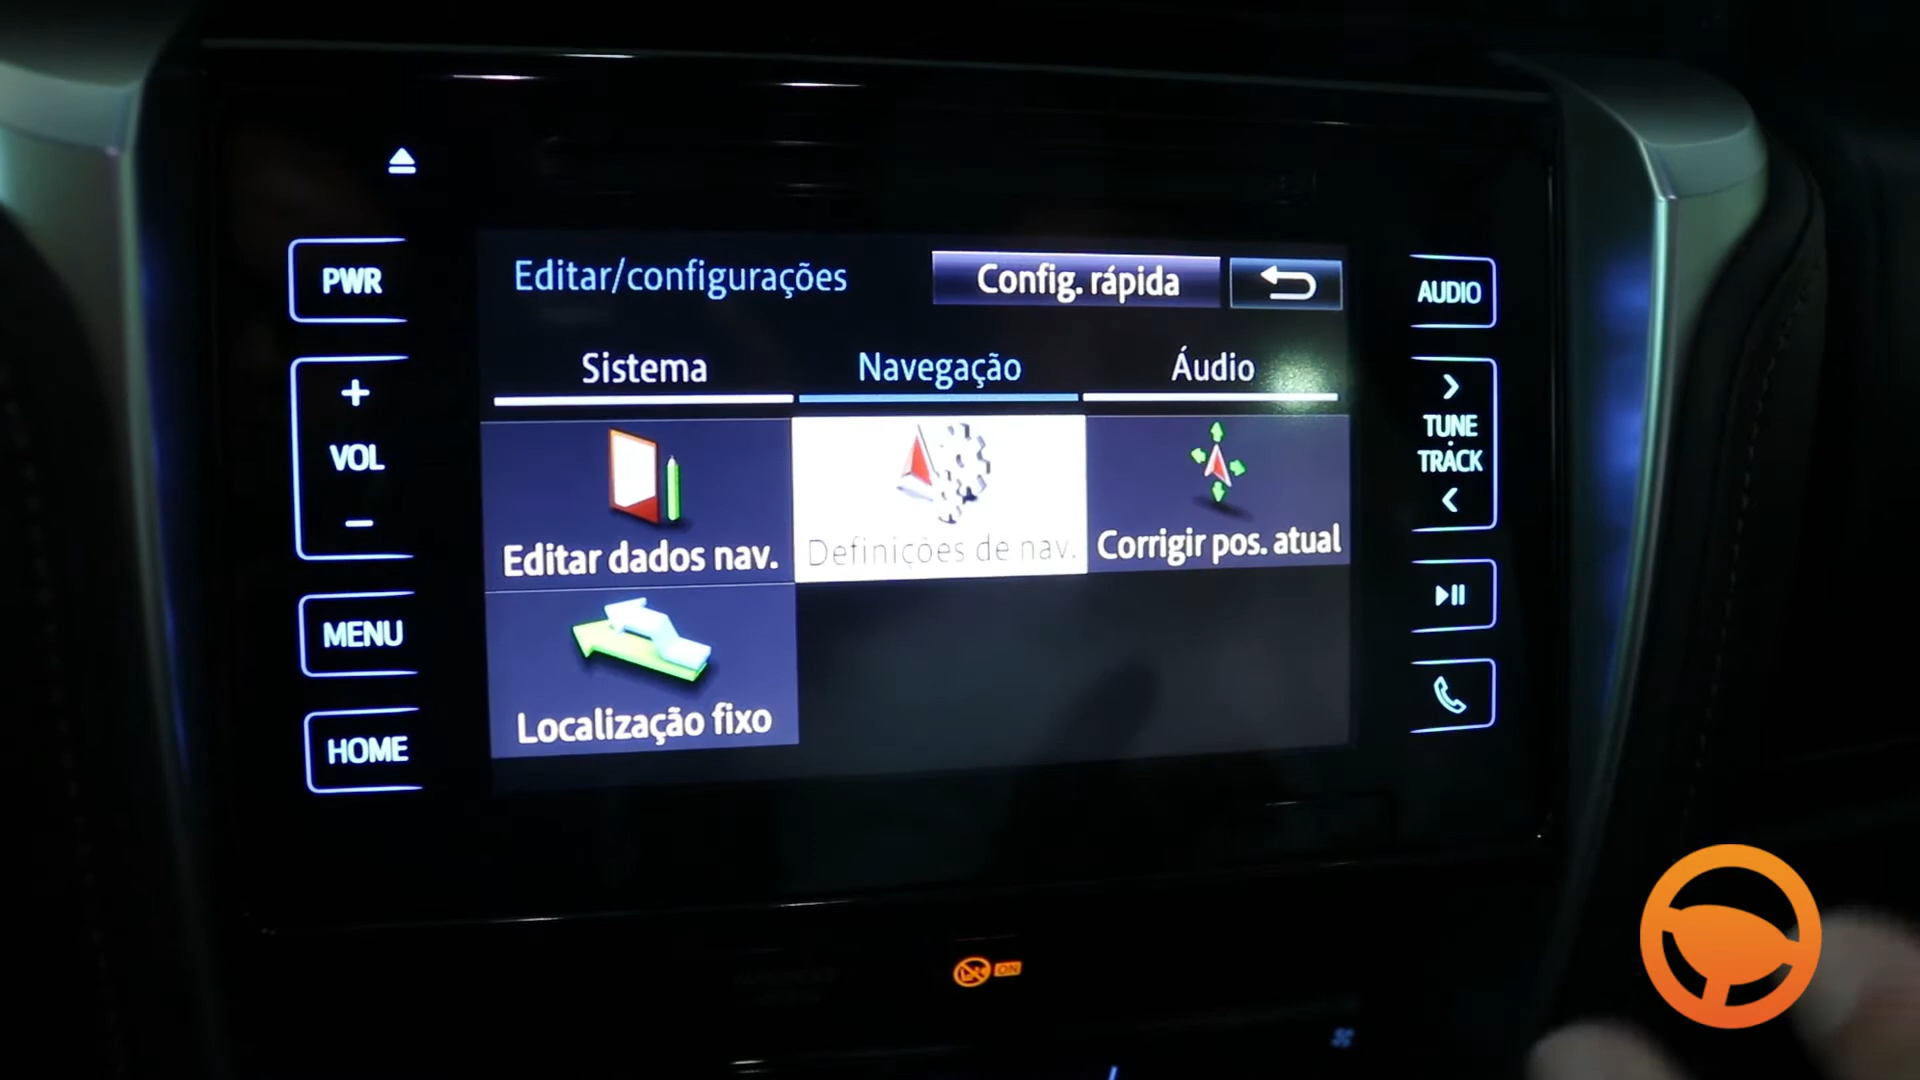 PWR
+
VOL
-
MENU
HOME
Editar/configurações
Config. rápida
Sistema
Navegação
Áudio
Editar dados nav.
Definições de nav.
Corrigir pos. atual
Localização fixo
AUDIO
TUNE
TRACK
ON